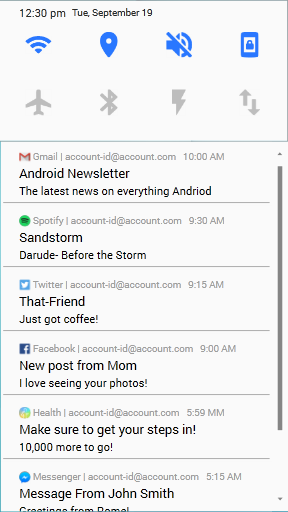 12:30 pm Tue, September 19
Gmail | account-id@account.com 10:00 AM
Android Newsletter
The latest news on everything Andriod
Spotify | account-id@account.com 9:30 AM
Sandstorm
Darude- Before the Storm
Twitter | account-id@account.com 9:15 AM
That-Friend
Just got coffee!
Facebook | account-id@account.com 9:00 AM
New post from Mom
I love seeing your photos!
Health | account-id@account.com 5:59 MM
Make sure to get your steps in!
10,000 more to go!
Messenger | account-id@account.com 5:15 AM
Message From John Smith
Greetings from Rome!